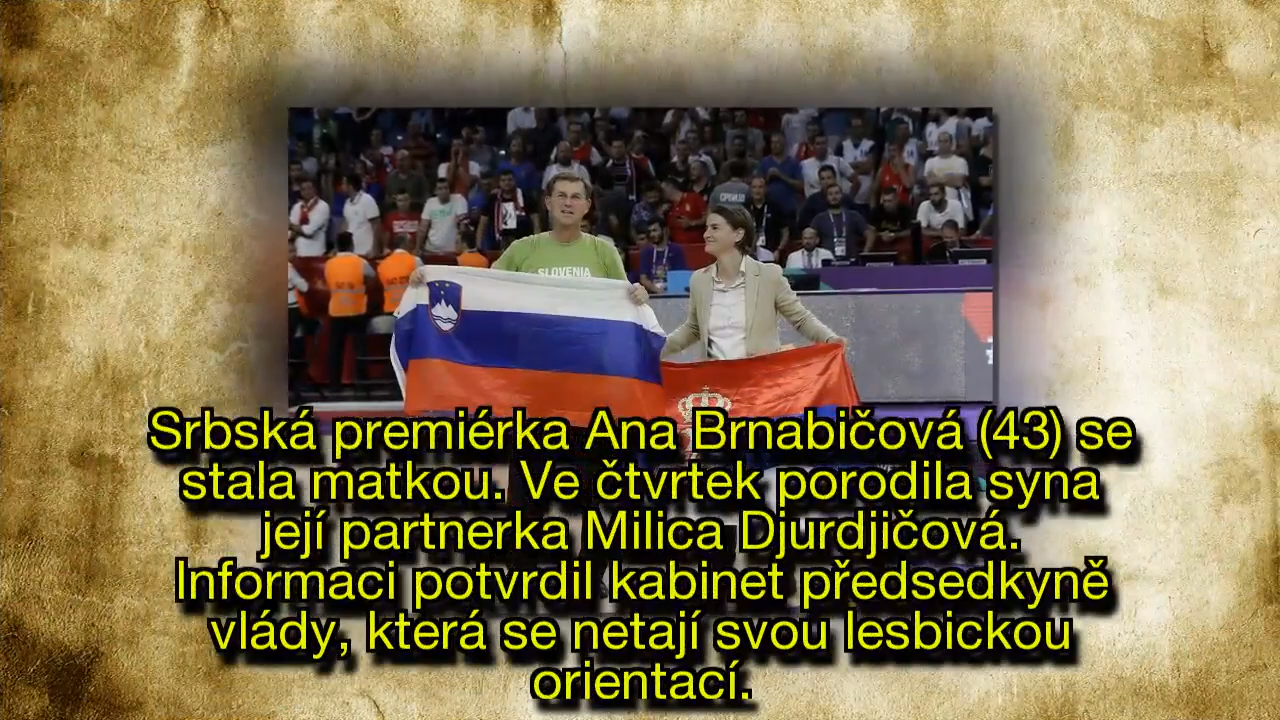 СРБИЈА
SLOVENIA
Srbská premiérka Ana Brnabičová (43) se
stala matkou. Ve čtvrtek porodila syna
její partnerka Milica Djurdjičová.
Informaci potvrdil kabinet předsedkyně
vlády, která se netají svou lesbickou
orientací.